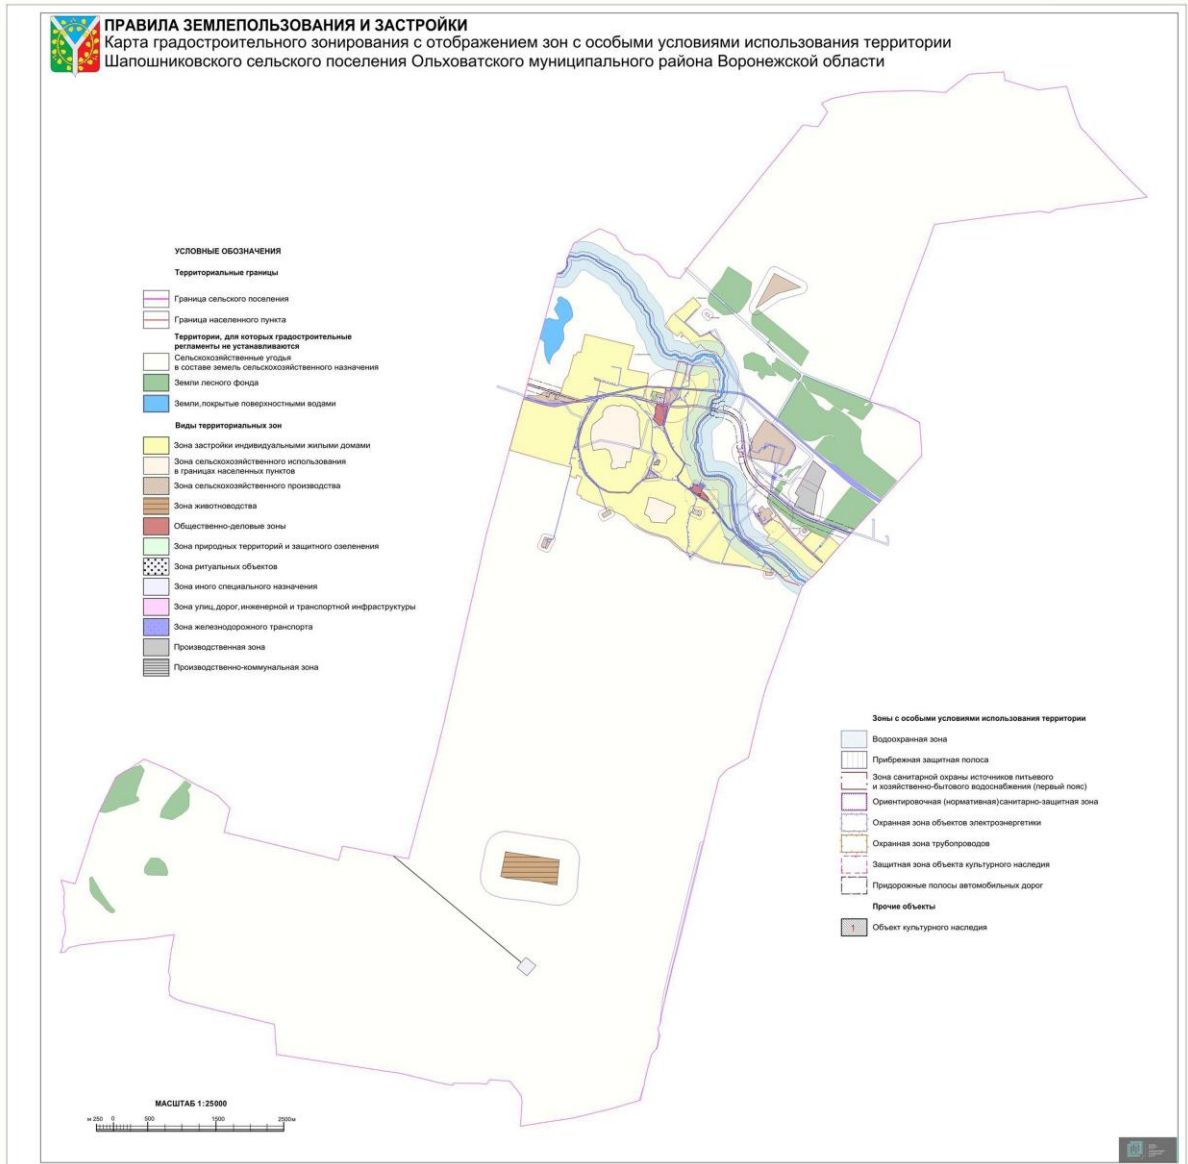 ПРАВИЛА ЗЕМЛЕПОЛЬЗОВАНИЯ И ЗАСТРОЙКИ
Карта градостроительного зонирования с отображением зон с особыми условиями использования территории
Шапошниковского сельского поселения Ольховатского муниципального района Воронежской области
УСЛОВНЫЕ ОБОЗНАЧЕНИЯ
Территориальные границы
Граница сельского поселения
Граница населенного пункта
Территории, для которых градостроительные
регламенты не устанавливаются
Сельскохозяйственные угодья
в составе земель сельскохозяйственного назначения
Земли лесного фонда
Земли,покрытые поверхностными водами
Виды территориальных зон
Зона застройки индивидуальными жилыми домами
Зона сельскохозяйственного использования
в границах населенных пунктов
Зона сельскохозяйственного производства
Зона животноводства
Общественно-деловые зоны
Зона природных территорий и защитного озеленения
Зона ритуальных объектов
Зона иного специального назначения
Зона улиц,дорог,инженерной и транспортной инфраструктуры
Зона железнодорожного транспорта
Производственная зона
Производственно-коммунальная зона
Зоны с особыми условиями использования территории
Водоохранная зона
Прибрежная защитная полоса
Зона санитарной охраны источников питьевого
и хозяйственно-бытового водоснабжения (первый пояс)
Ориентировочная (нормативная)санитарно-защитная зона
Охранная зона объектов электроэнергетики
Охранная зона трубопроводов
Защитная зона объекта культурного наследия
Придорожные полосы автомобильных дорог
Прочие объекты
1 Объект культурного наследия
МАСШТАБ 1:25000
м 250 0 500 1500 2500м